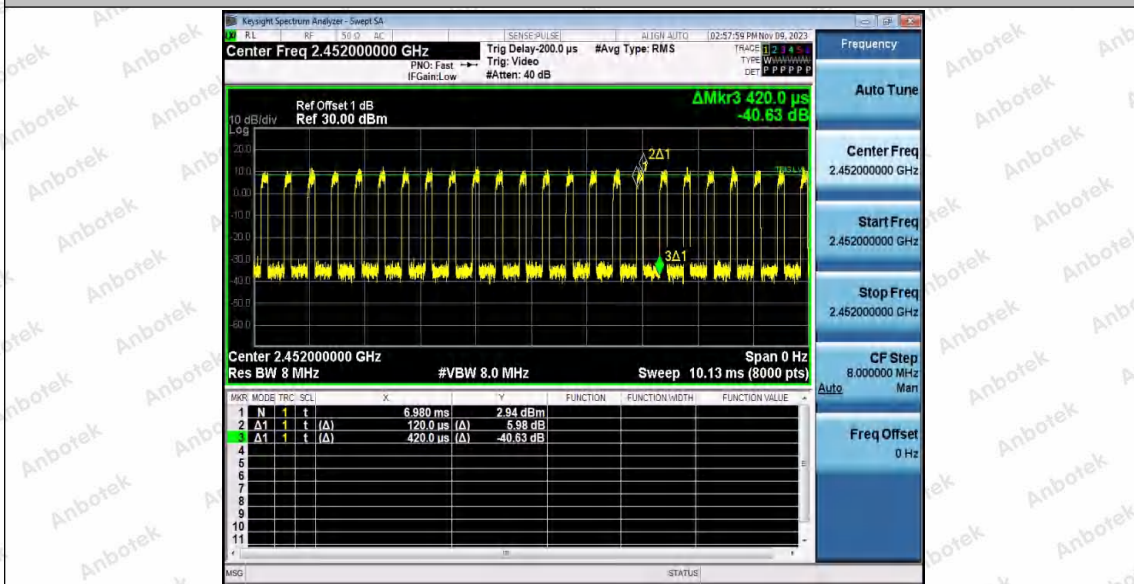 Keysight Spectrum Analyzer - Swept SA
RL RF 50 Ω AC SENSE:PULSE ALIGN AUTO 02:57:59 PM Nov 09, 2023
Center Freq 2.452000000 GHz
PNO: Fast
IFGain:Low
Trig Delay-200.0 µs
Trig: Video
#Atten: 40 dB
#Avg Type: RMS
TRACE 1 2 3 4 5 6
TYPE
DET P P P P P P
ΔMkr3 420.0 µs
-40.63 dB
Ref Offset 1 dB
10 dB/div Ref 30.00 dBm
Log
20.0
10.0
0.00
-10.0
-20.0
-30.0
-40.0
-50.0
-60.0
2Δ1
3Δ1
Center 2.452000000 GHz Span 0 Hz
Res BW 8 MHz #VBW 8.0 MHz Sweep 10.13 ms (8000 pts)
MKR MODE TRC SCL X Y FUNCTION FUNCTION WIDTH FUNCTION VALUE
1 N 1 t 6.980 ms 2.94 dBm
2 Δ1 1 t (Δ) 120.0 µs (Δ) 5.98 dB
3 Δ1 1 t (Δ) 420.0 µs (Δ) -40.63 dB
4
5
6
7
8
9
10
11
MSG STATUS
Frequency
Auto Tune
Center Freq
2.452000000 GHz
Start Freq
2.452000000 GHz
Stop Freq
2.452000000 GHz
CF Step
8.000000 MHz
Auto Man
Freq Offset
0 Hz
Anbotek